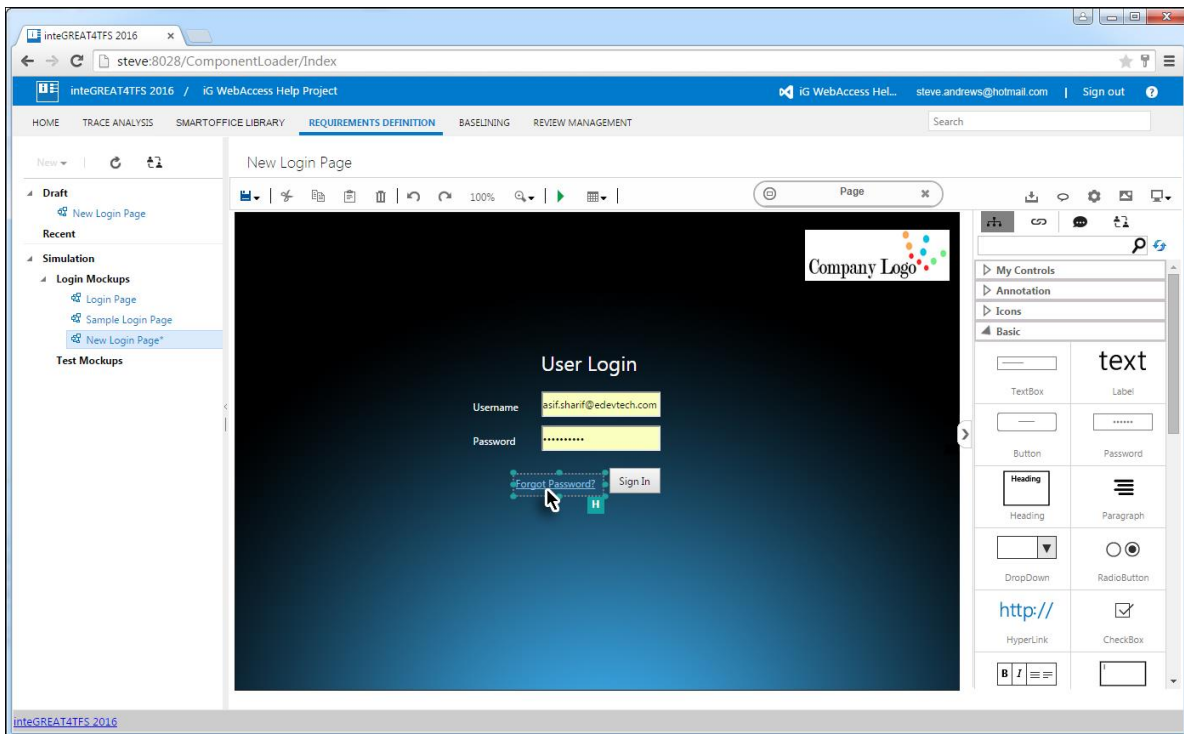 inteGREAT4TFS 2016
steve:8028/ComponentLoader/Index
inteGREAT4TFS 2016 / iG WebAccess Help Project
iG WebAccess Hel... steve.andrews@hotmail.com | Sign out ?
HOME TRACE ANALYSIS SMARTOFFICE LIBRARY REQUIREMENTS DEFINITION BASELINING REVIEW MANAGEMENT Search
New
New Login Page
Draft
New Login Page
Recent
Simulation
Login Mockups
Login Page
Sample Login Page
New Login Page*
Test Mockups
100%
Page
Company Logo
User Login
Username asif.sharif@edevtech.com
Password ••••••••••
Forgot Password? Sign In
H
My Controls
Annotation
Icons
Basic
text
TextBox Label
Button Password
Heading
Heading Paragraph
DropDown RadioButton
http://
HyperLink CheckBox
B I
inteGREAT4TFS 2016